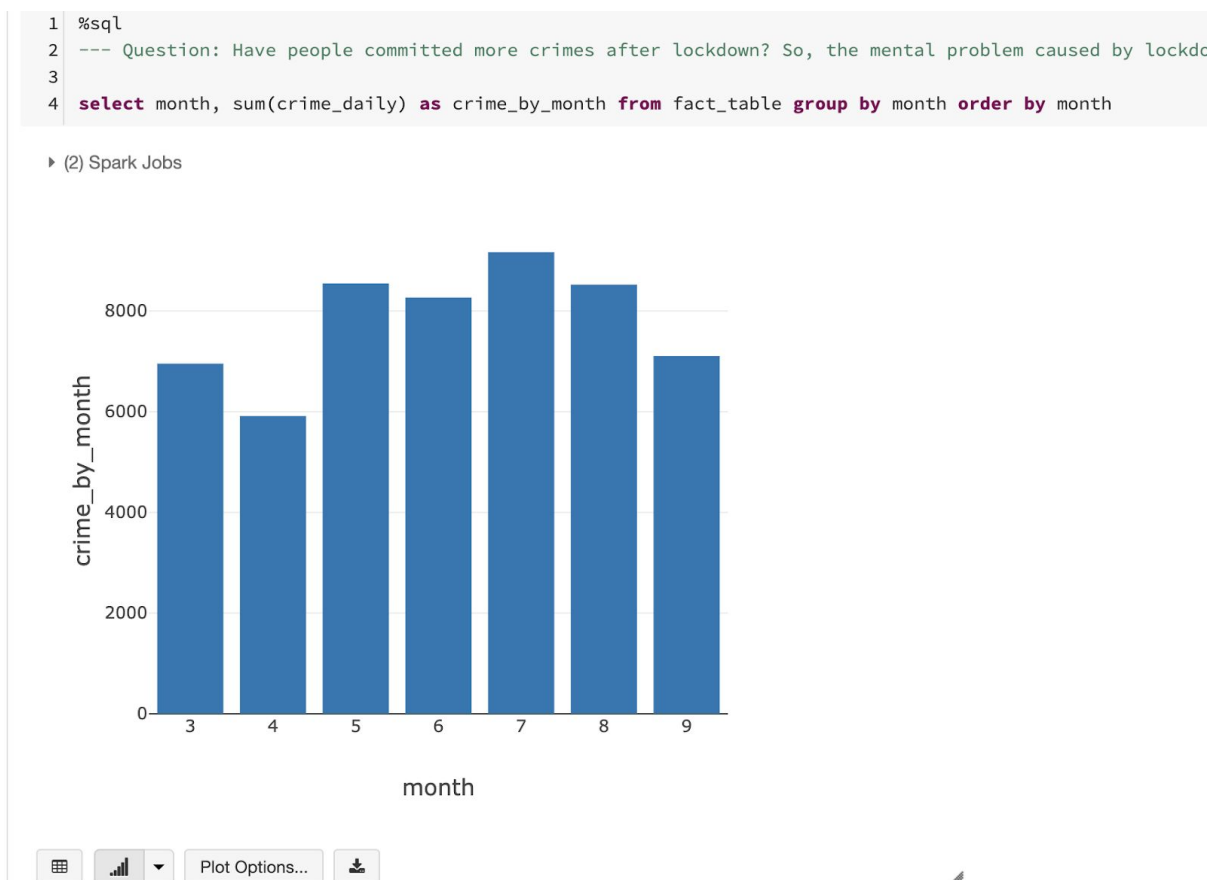 1 %sql
2 --- Question: Have people committed more crimes after lockdown? So, the mental problem caused by
3
4 select month, sum(crime_daily) as crime_by_month from fact_table group by month order by month
(2) Spark Jobs
8000
6000
4000
2000
0
crime_by_month
3 4 5 6 7 8 9
month
Plot Options...